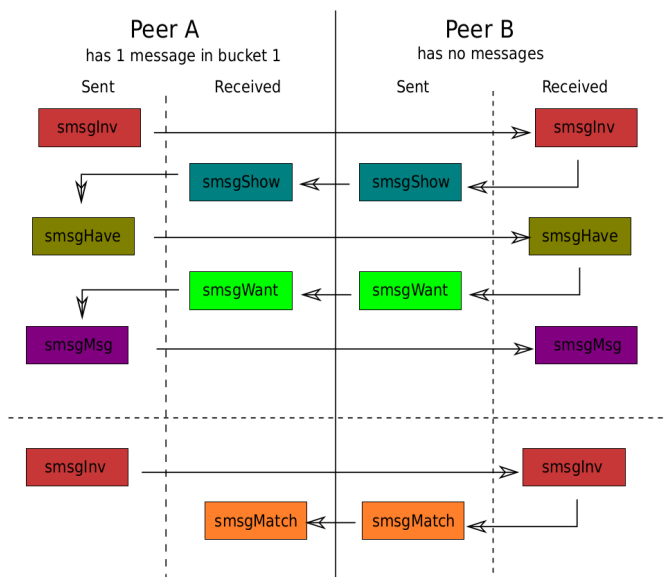 Peer A
has 1 message in bucket 1
Peer B
has no messages
Sent
Received
Sent
Received
smsgInv
smsgInv
smsgShow
smsgShow
smsgHave
smsgHave
smsgWant
smsgWant
smsgMsg
smsgMsg
smsgInv
smsgInv
smsgMatch
smsgMatch